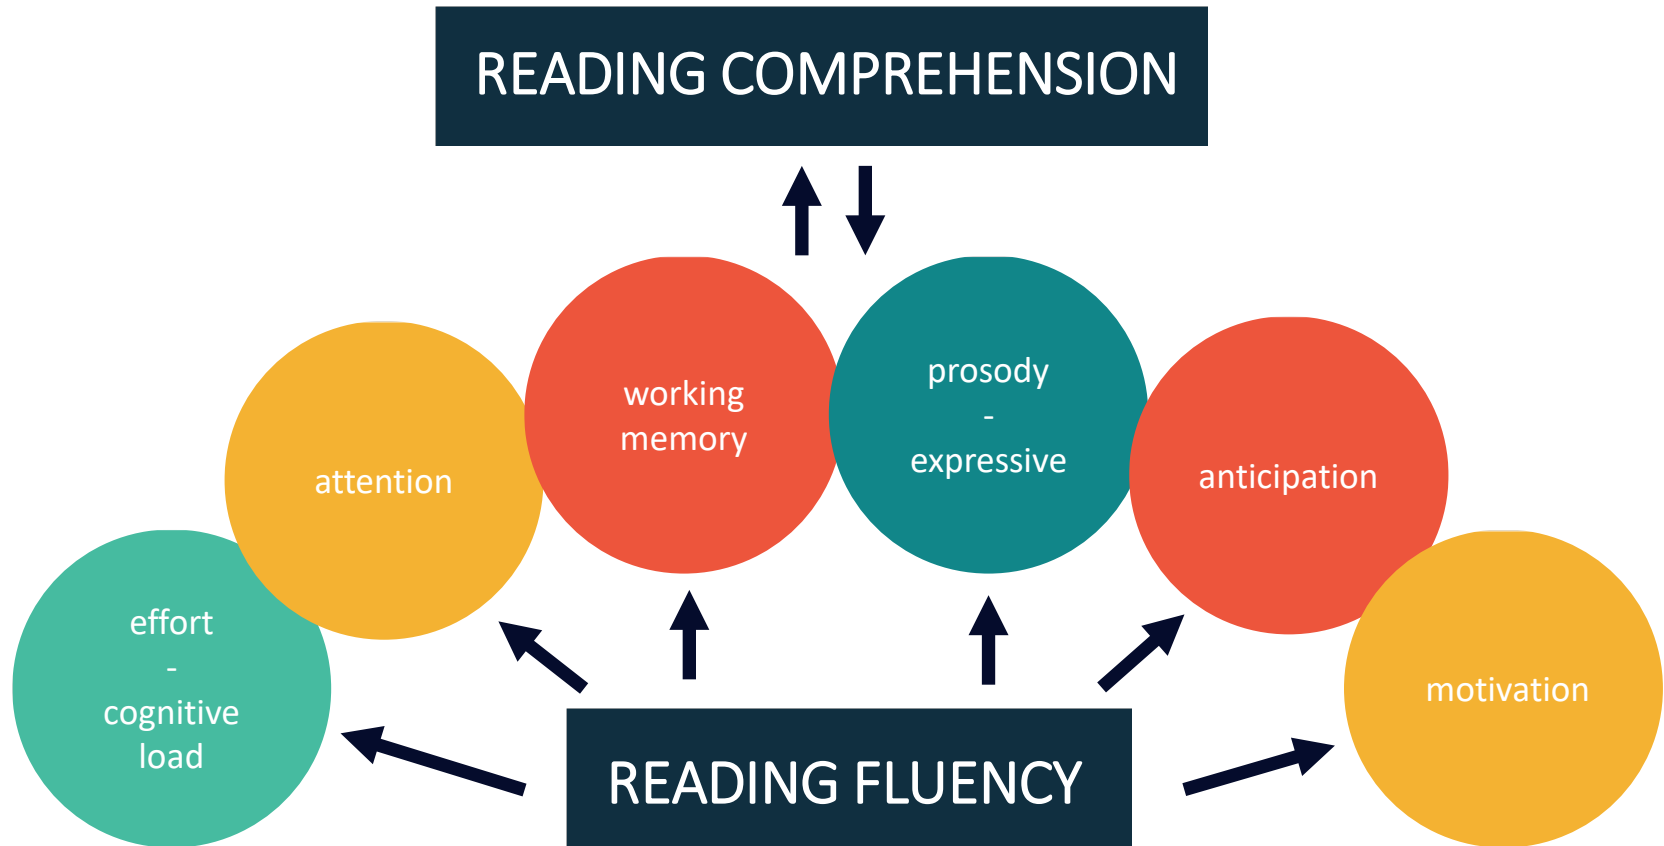 READING COMPREHENSION
effort
-
cognitive
load
attention
working
memory
prosody
-
expressive
anticipation
motivation
READING FLUENCY